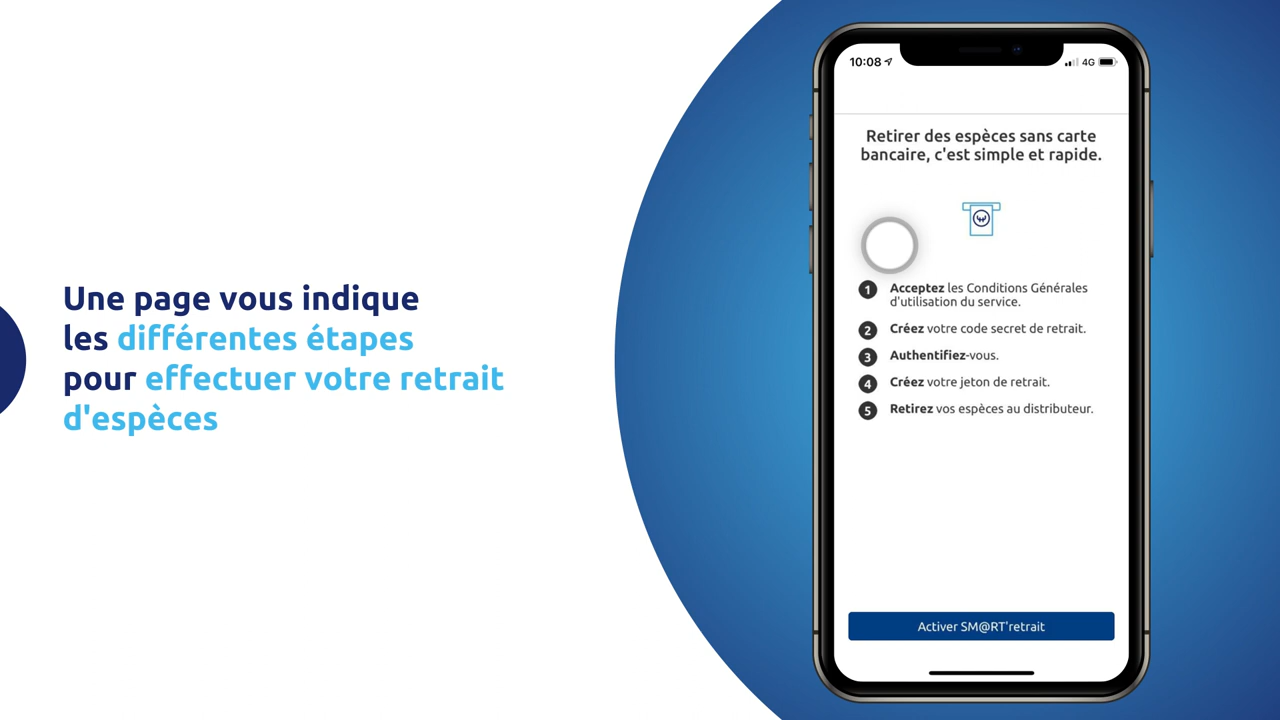 Une page vous indique
les différentes étapes
pour effectuer votre retrait
d'espèces
10:08
4G
Retirer des espèces sans carte
bancaire, c'est simple et rapide.
1 Acceptez les Conditions Générales
d'utilisation du service.
2 Créez votre code secret de retrait.
3 Authentifiez-vous.
4 Créez votre jeton de retrait.
5 Retirez vos espèces au distributeur.
Activer SM@RT'retrait